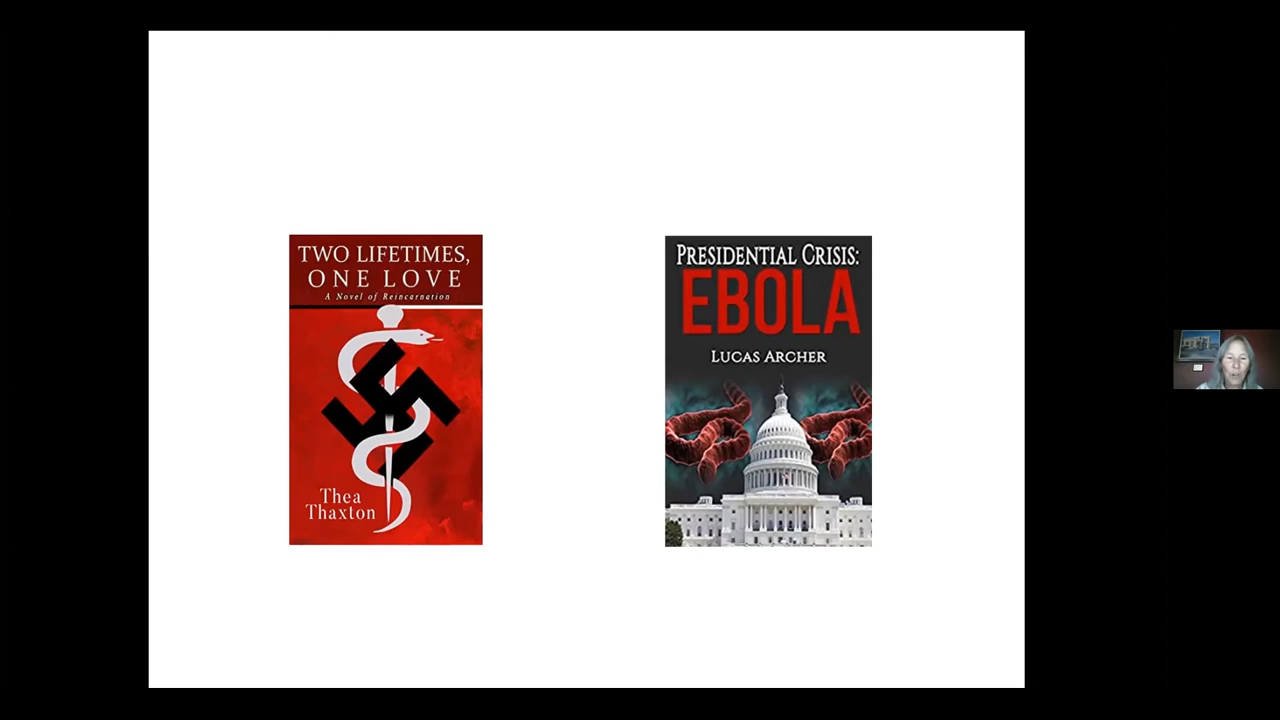 TWO LIFETIMES,
ONE LOVE
A Novel of Reincarnation
Thea
Thaxton
PRESIDENTIAL CRISIS:
EBOLA
LUCAS ARCHER